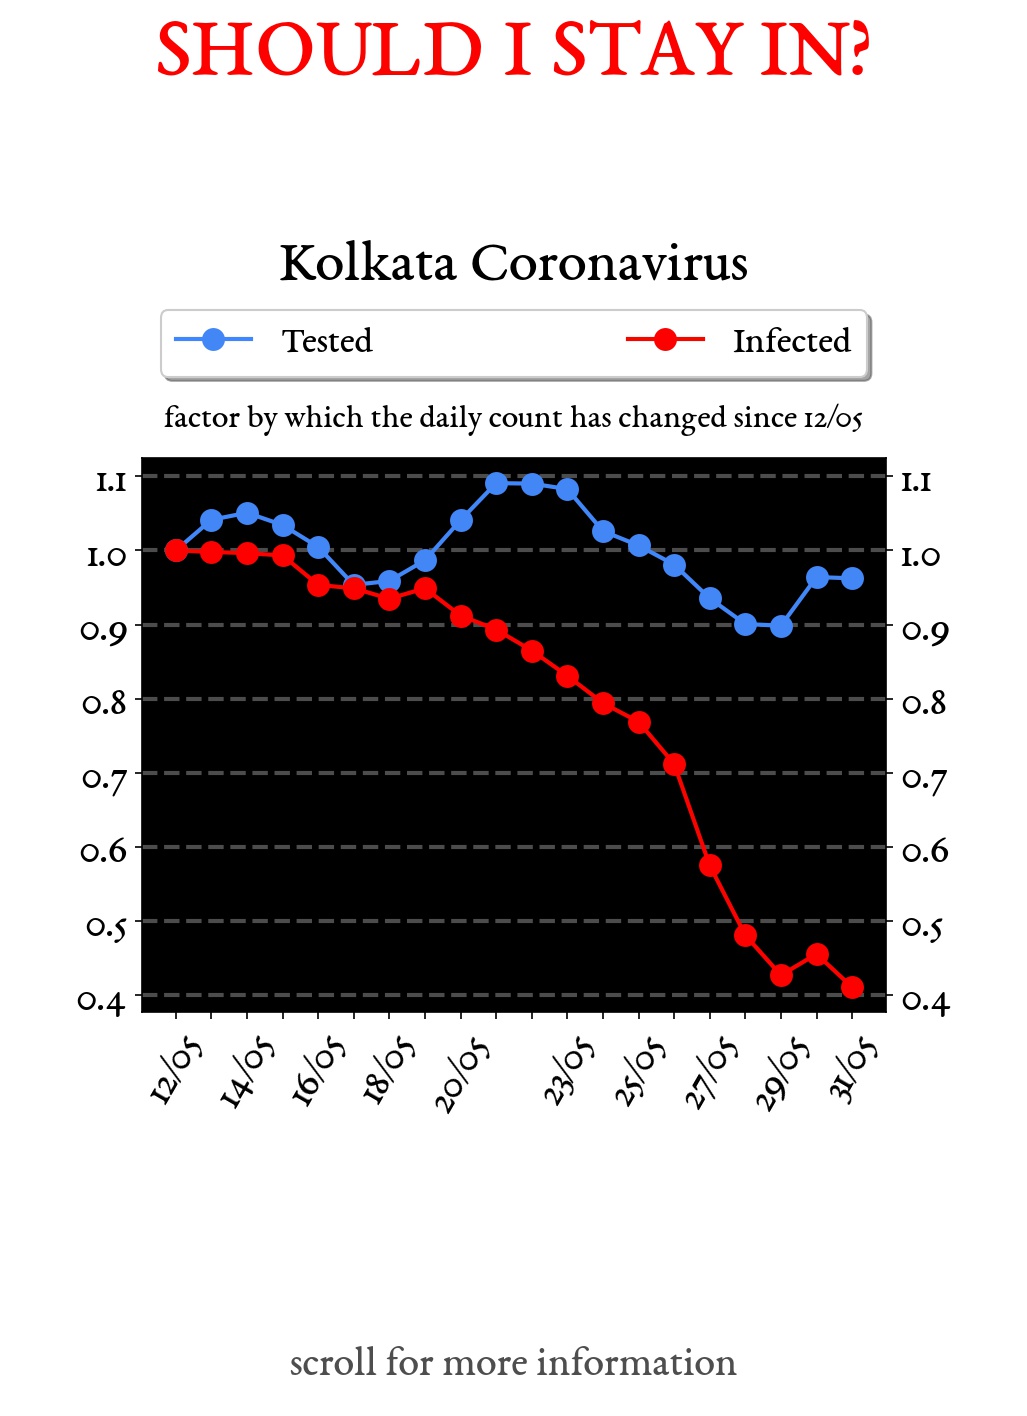 SHOULD I STAY IN?
Kolkata Coronavirus
Tested Infected
factor by which the daily count has changed since 12/05
1.1 1.1
1.0 1.0
0.9 0.9
0.8 0.8
0.7 0.7
0.6 0.6
0.5 0.5
0.4 0.4
12/05 14/05 16/05 18/05 20/05 23/05 25/05 27/05 29/05 31/05
scroll for more information